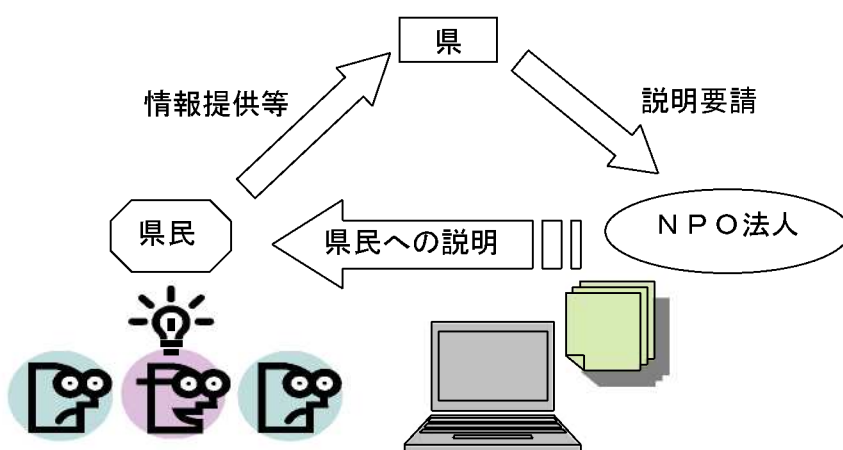 県
情報提供等
説明要請
県民
県民への説明
ＮＰＯ法人